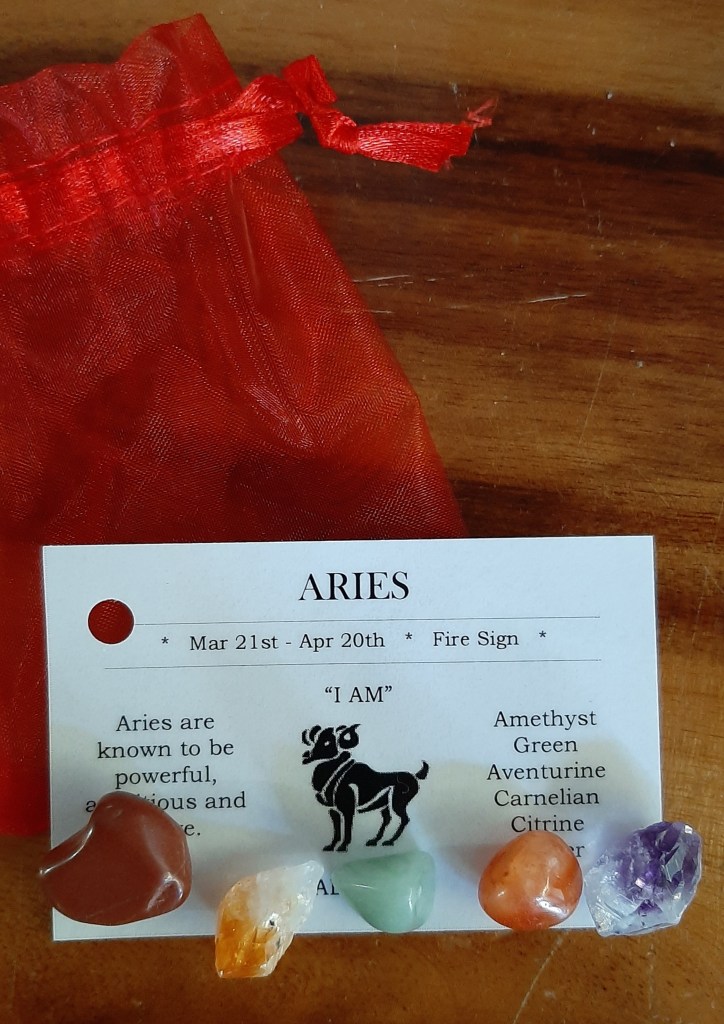 ARIES
* Mar 21st - Apr 20th * Fire Sign *
“I AM”
Aries are
known to be
powerful,
and
Amethyst
Green
Aventurine
Carnelian
Citrine